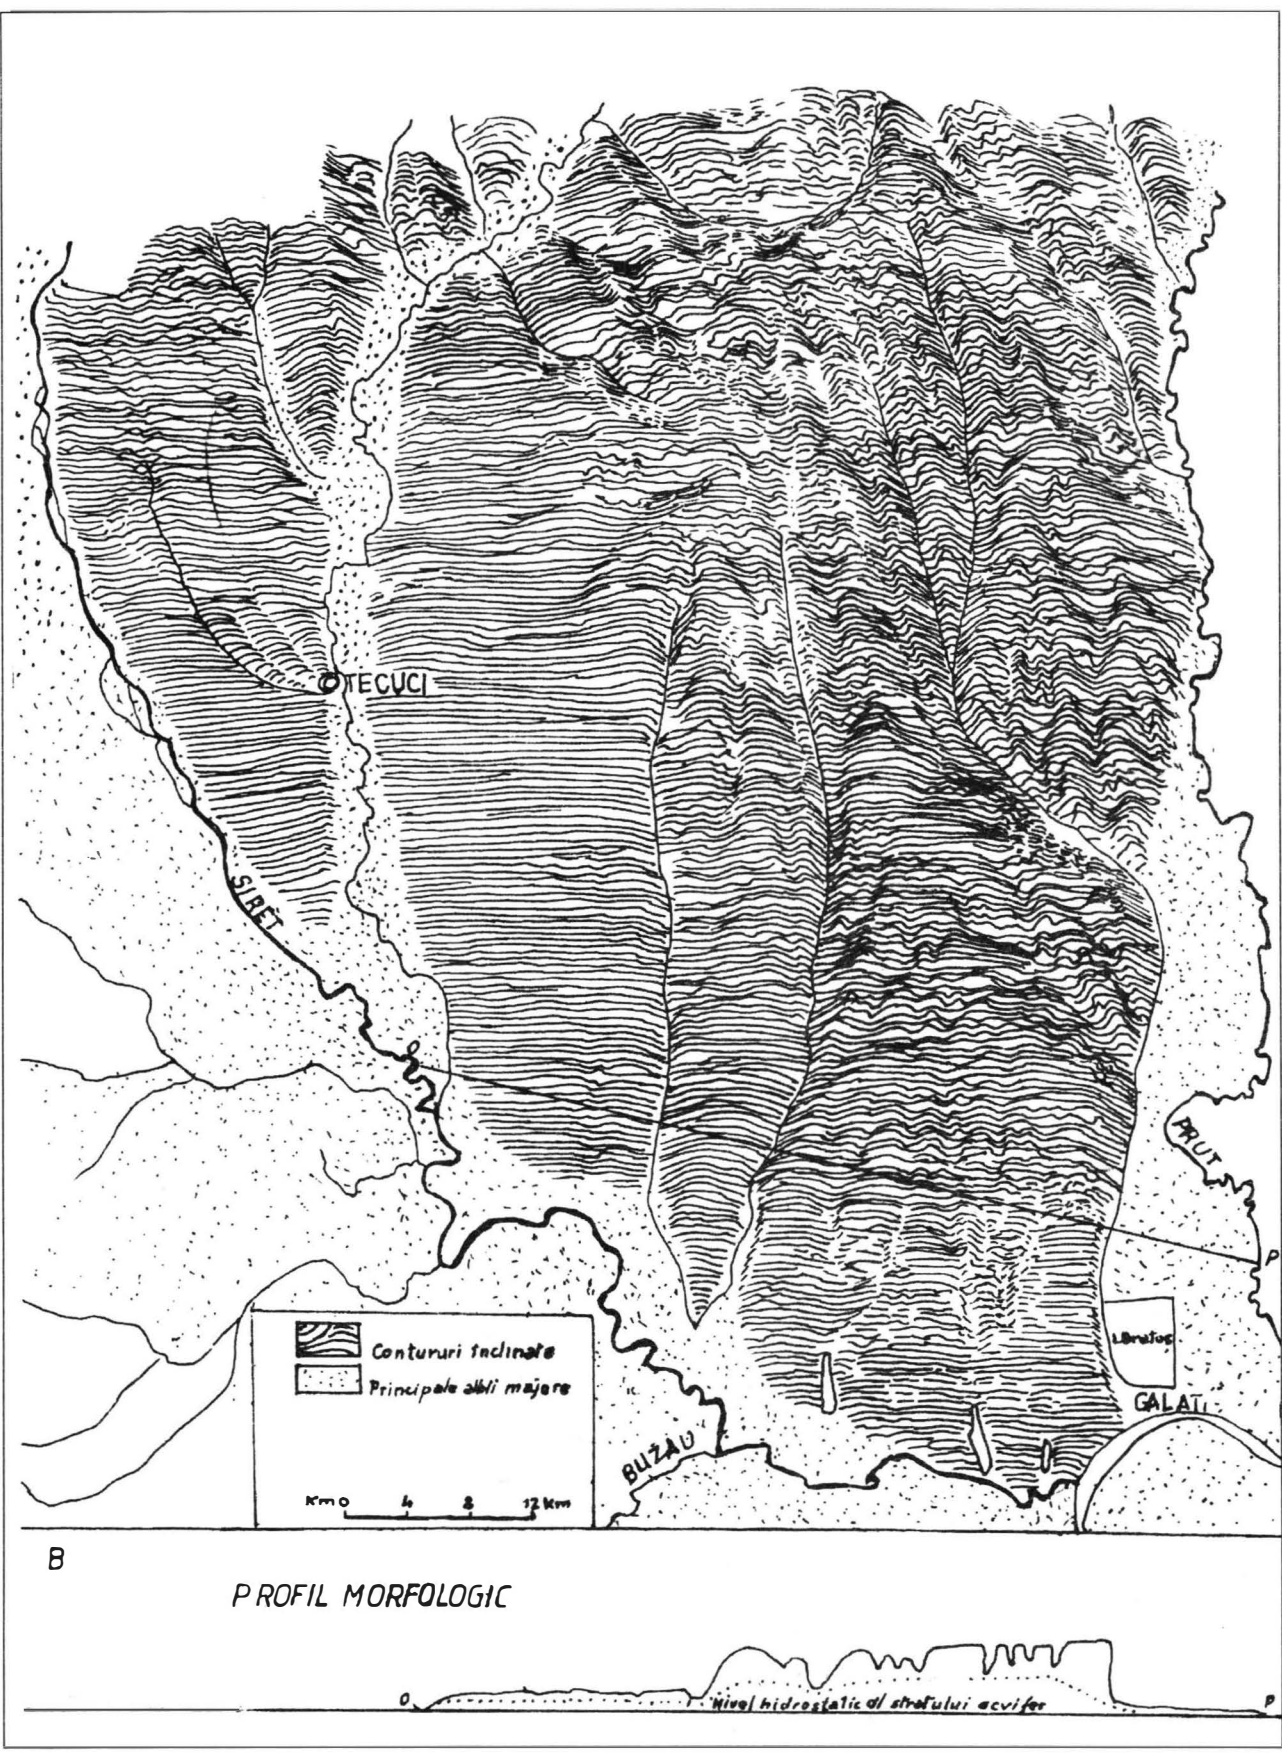 TECUCI
SIRET
O
PRUT
P
Lanatos
GALAŢI
BUZĂU
Contururi înclinate
Principale albii majore
Km 0 4 8 12 Km
B
PROFIL MORFOLOGIC
O
Nivel hidrostatic al stratului acvifer
P